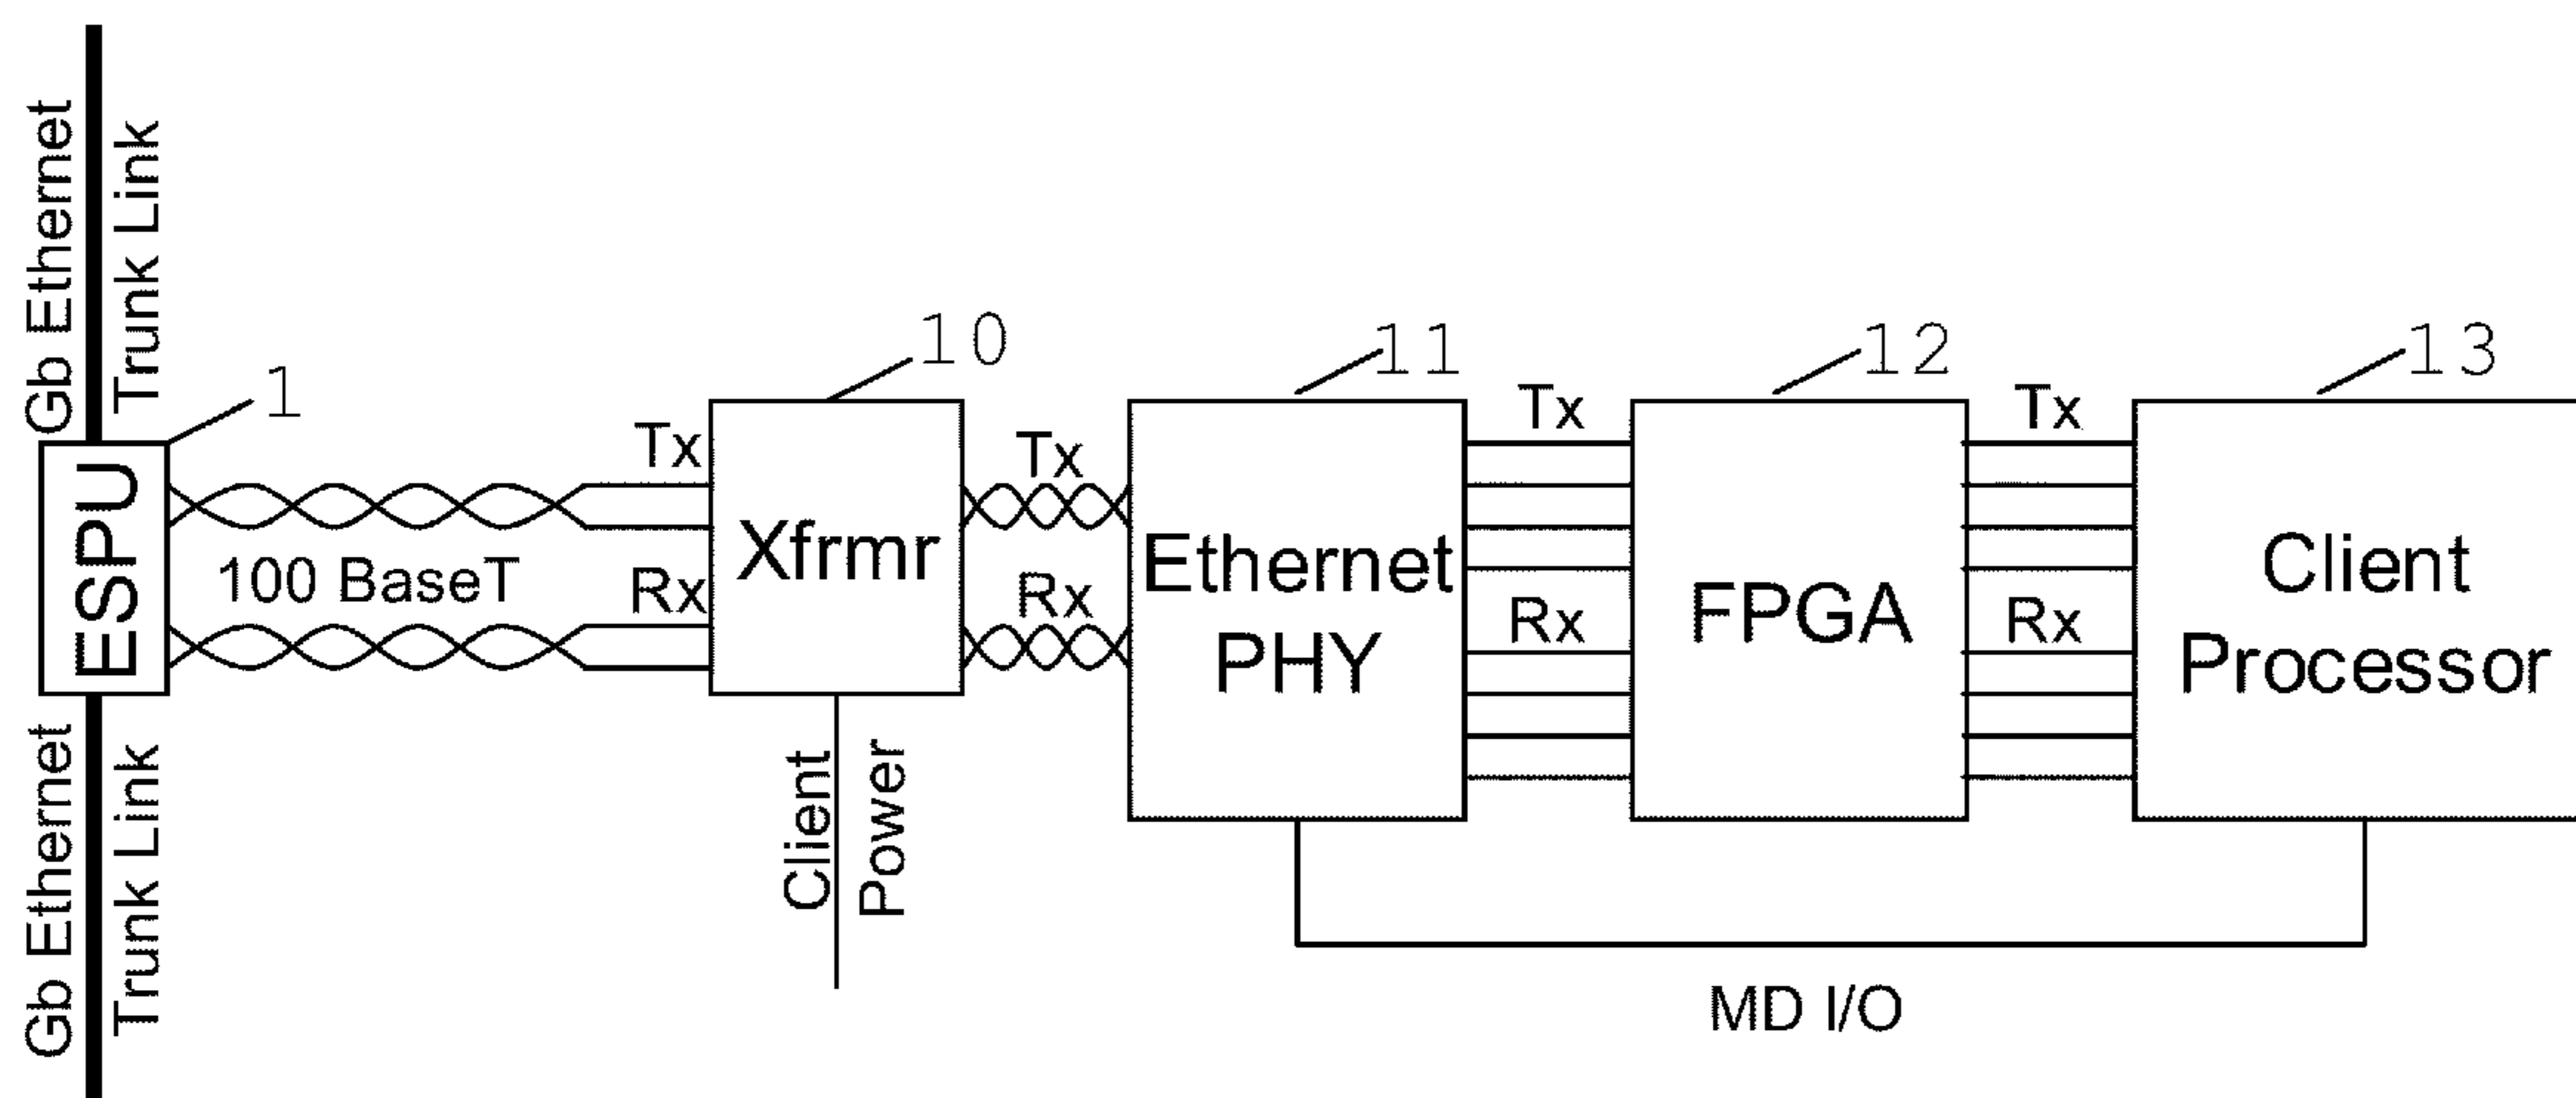 Gb Ethernet
Trunk Link
1
10
11
12
13
ESPU
100 BaseT
Tx
Rx
Xfrmr
Tx
Rx
Ethernet
PHY
Tx
Rx
FPGA
Tx
Rx
Client
Processor
Gb Ethernet
Trunk Link
Client
Power
MD I/O